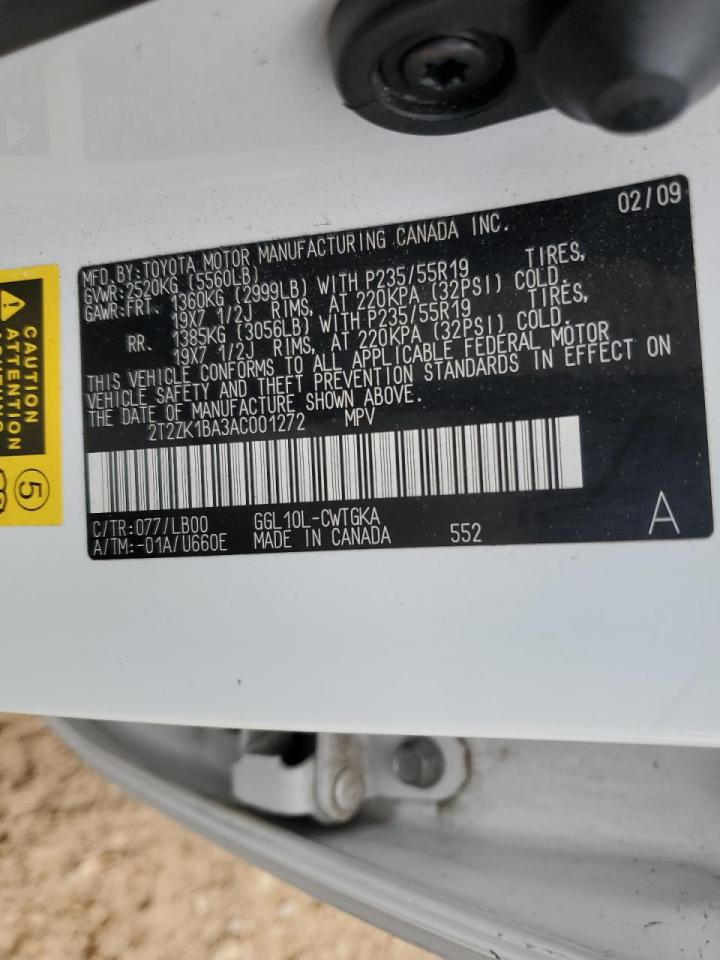 02/09
MFD.BY:TOYOTA MOTOR MANUFACTURING CANADA INC.
GVWR:2520KG (5560LB)
GAWR:FRT. 1360KG (2999LB) WITH P235/55R19 TIRES,
19X7 1/2J RIMS, AT 220KPA (32PSI) COLD.
RR. 1385KG (3056LB) WITH P235/55R19 TIRES,
19X7 1/2J RIMS, AT 220KPA (32PSI) COLD.
THIS VEHICLE CONFORMS TO ALL APPLICABLE FEDERAL MOTOR
VEHICLE SAFETY AND THEFT PREVENTION STANDARDS IN EFFECT ON
THE DATE OF MANUFACTURE SHOWN ABOVE.
2T2ZK1BA3AC001272 MPV
C/TR:077/LB00 GGL10L-CWTGKA
A/TM:-01A/U660E MADE IN CANADA 552
A
CAUTION
ATTENTION
5